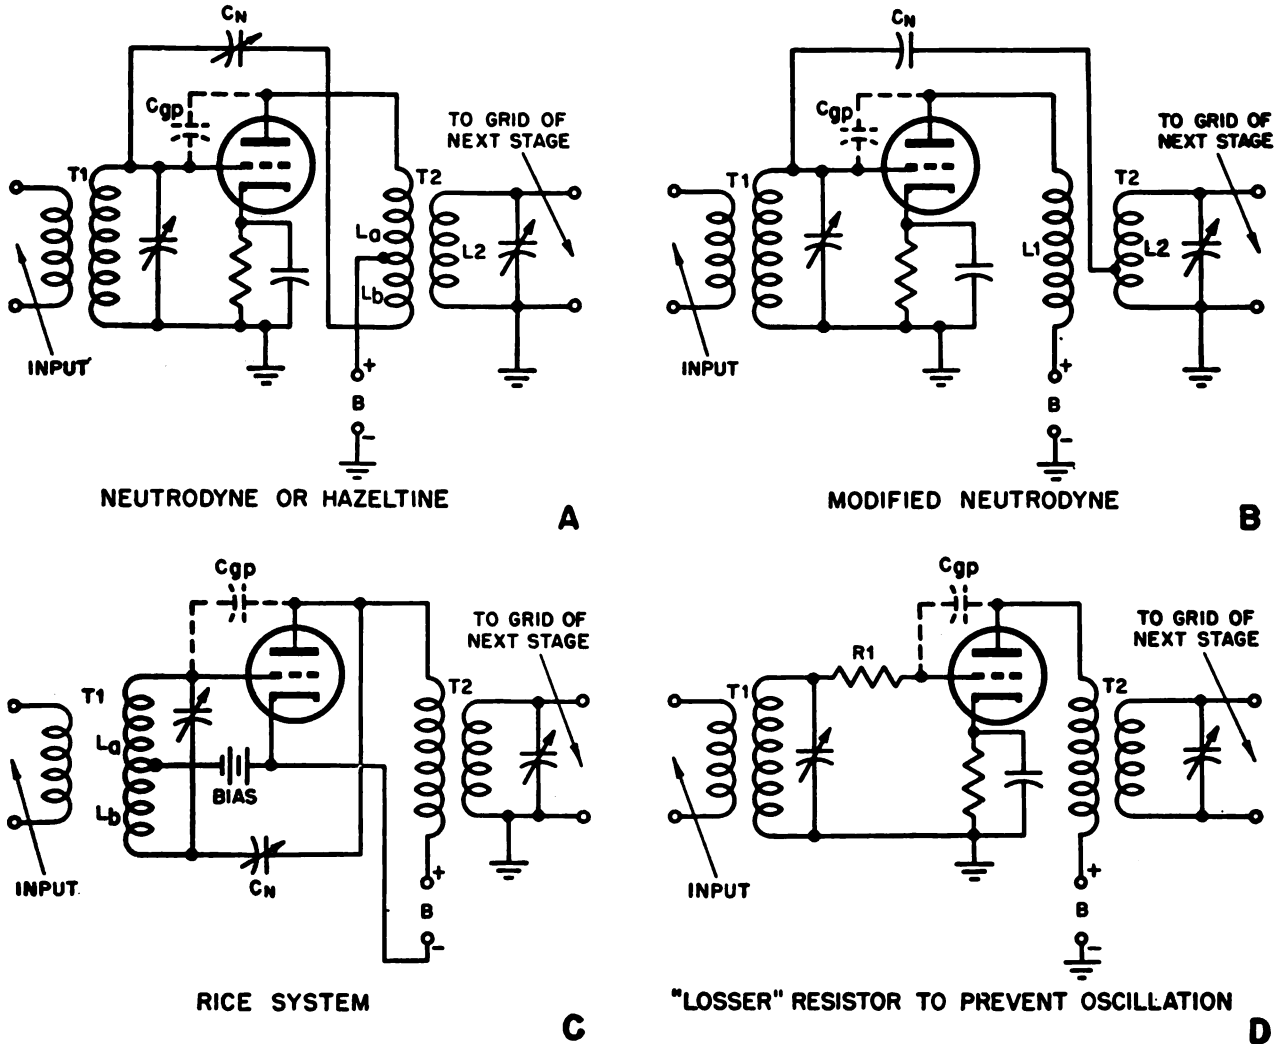 CN
Cgp
TO GRID OF
NEXT STAGE
T1
T2
La
L2
Lb
INPUT
+
B
−
NEUTRODYNE OR HAZELTINE
A
CN
Cgp
TO GRID OF
NEXT STAGE
T1
T2
L1
L2
INPUT
+
B
−
MODIFIED NEUTRODYNE
B
Cgp
TO GRID OF
NEXT STAGE
T1
T2
La
BIAS
Lb
INPUT
CN
+
B
−
RICE SYSTEM
C
Cgp
TO GRID OF
NEXT STAGE
R1
T1
T2
INPUT
+
B
−
"LOSSER" RESISTOR TO PREVENT OSCILLATION
D